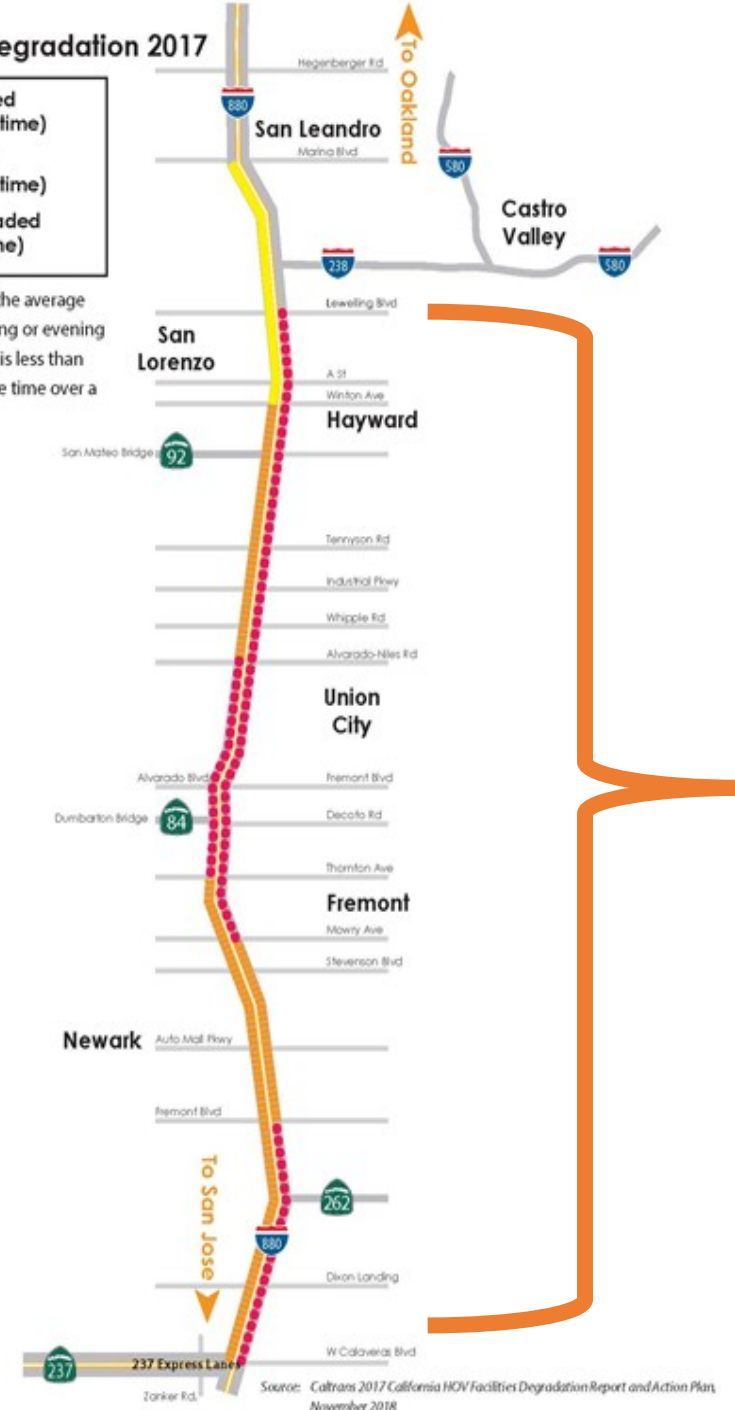 egradation 2017
ed
time)
time)
aded
ne)
he average
ng or evening
is less than
e time over a
To Oakland
Hegenberger Rd
880
San Leandro
Marina Blvd
580
Castro
Valley
238
580
Lewelling Blvd
San
Lorenzo
A St
Winton Ave
Hayward
San Mateo Bridge
92
Tennyson Rd
Industrial Pkwy
Whipple Rd
Alvarado-Niles Rd
Union
City
Alvarado Blvd
Fremont Blvd
Dumbarton Bridge
84
Decoto Rd
Thornton Ave
Fremont
Mowry Ave
Stevenson Blvd
Newark
Auto Mall Pkwy
Fremont Blvd
To San Jose
262
880
Dixon Landing
W Calaveras Blvd
237
237 Express Lanes
Zanker Rd.
Source: Caltrans 2017 California HOV Facilities Degradation Report and Action Plan,
November 2018